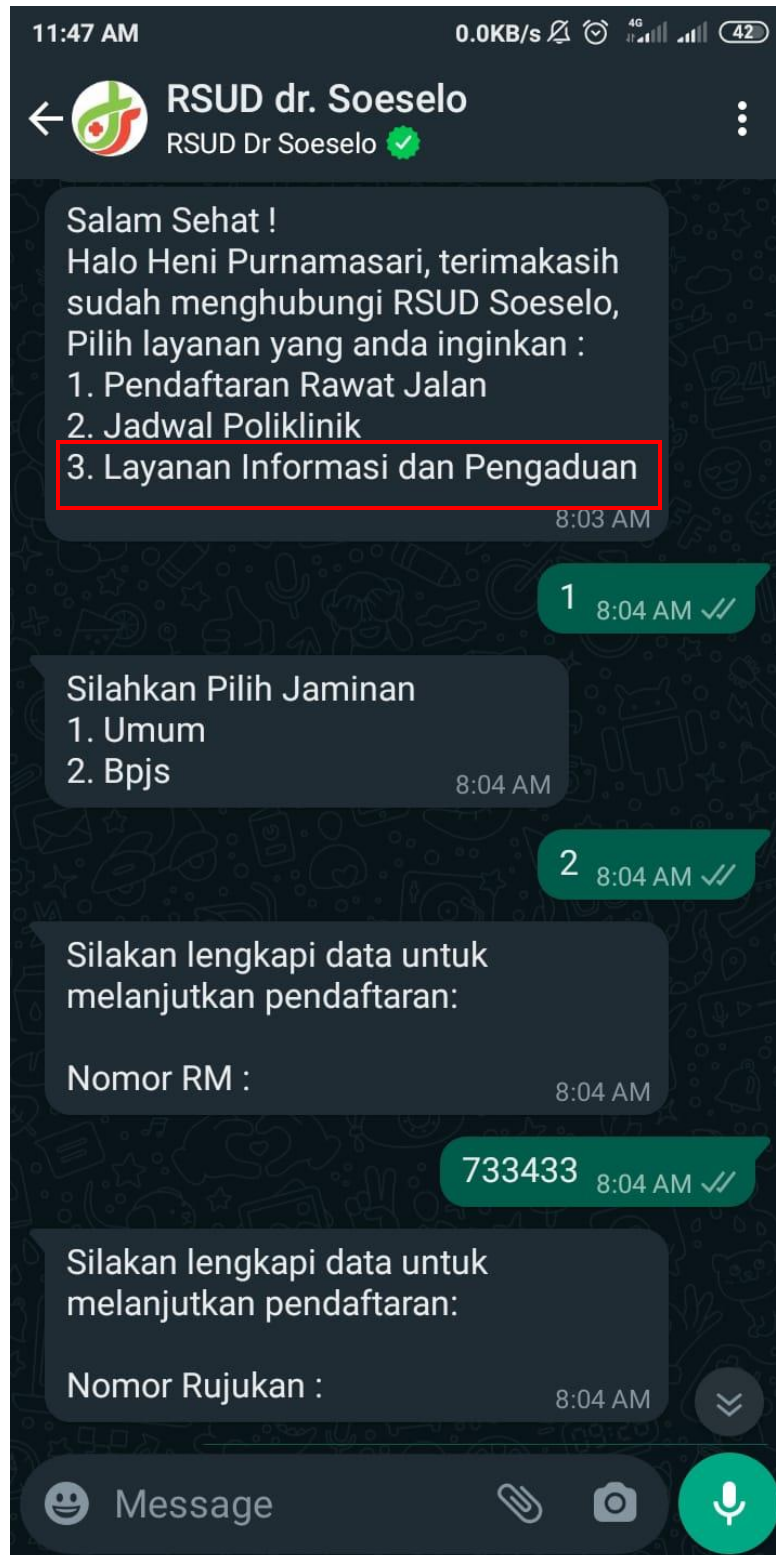 11:47 AM 0.0KB/s 4G 42
RSUD dr. Soeselo
RSUD Dr Soeselo
Salam Sehat !
Halo Heni Purnamasari, terimakasih
sudah menghubungi RSUD Soeselo,
Pilih layanan yang anda inginkan :
1. Pendaftaran Rawat Jalan
2. Jadwal Poliklinik
3. Layanan Informasi dan Pengaduan
8:03 AM
1 8:04 AM
Silahkan Pilih Jaminan
1. Umum
2. Bpjs
8:04 AM
2 8:04 AM
Silakan lengkapi data untuk
melanjutkan pendaftaran:
Nomor RM :
8:04 AM
733433 8:04 AM
Silakan lengkapi data untuk
melanjutkan pendaftaran:
Nomor Rujukan :
8:04 AM
Message